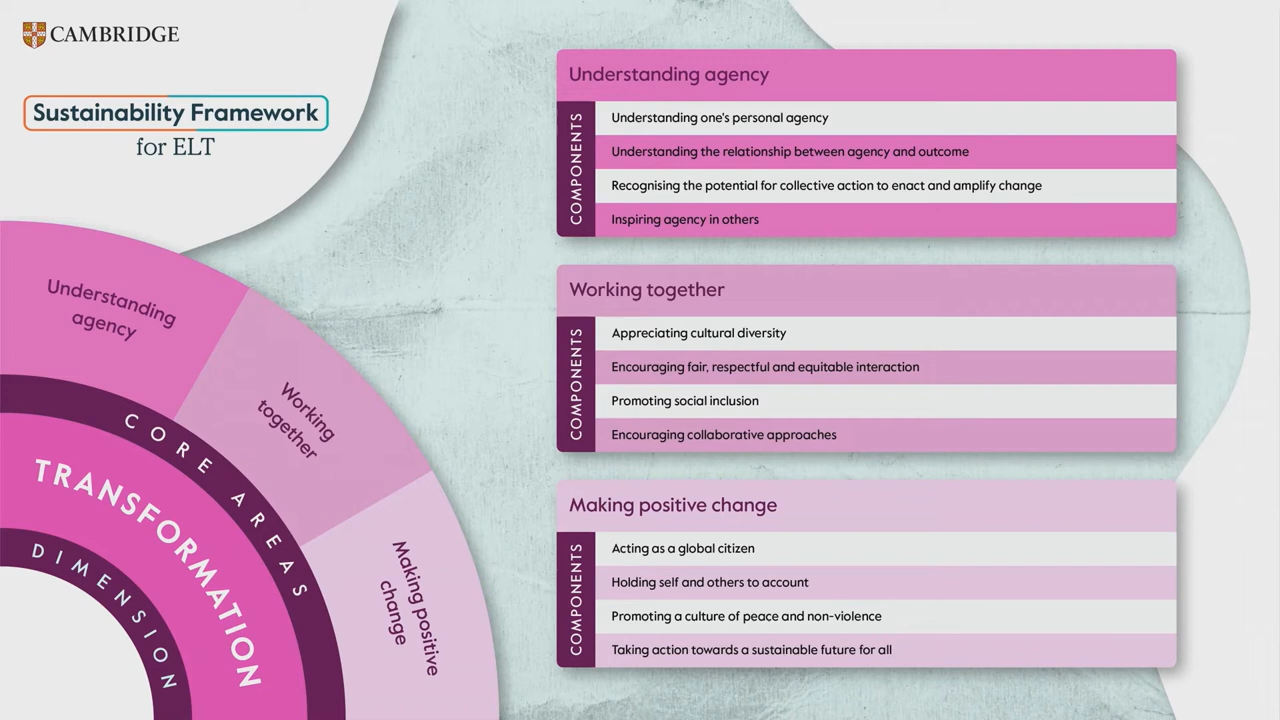 CAMBRIDGE
Sustainability Framework
for ELT
Understanding
agency
Working
together
Making positive
change
CORE AREAS
TRANSFORMATION
DIMENSION
Understanding agency
COMPONENTS
Understanding one's personal agency
Understanding the relationship between agency and outcome
Recognising the potential for collective action to enact and amplify change
Inspiring agency in others
Working together
COMPONENTS
Appreciating cultural diversity
Encouraging fair, respectful and equitable interaction
Promoting social inclusion
Encouraging collaborative approaches
Making positive change
COMPONENTS
Acting as a global citizen
Holding self and others to account
Promoting a culture of peace and non-violence
Taking action towards a sustainable future for all